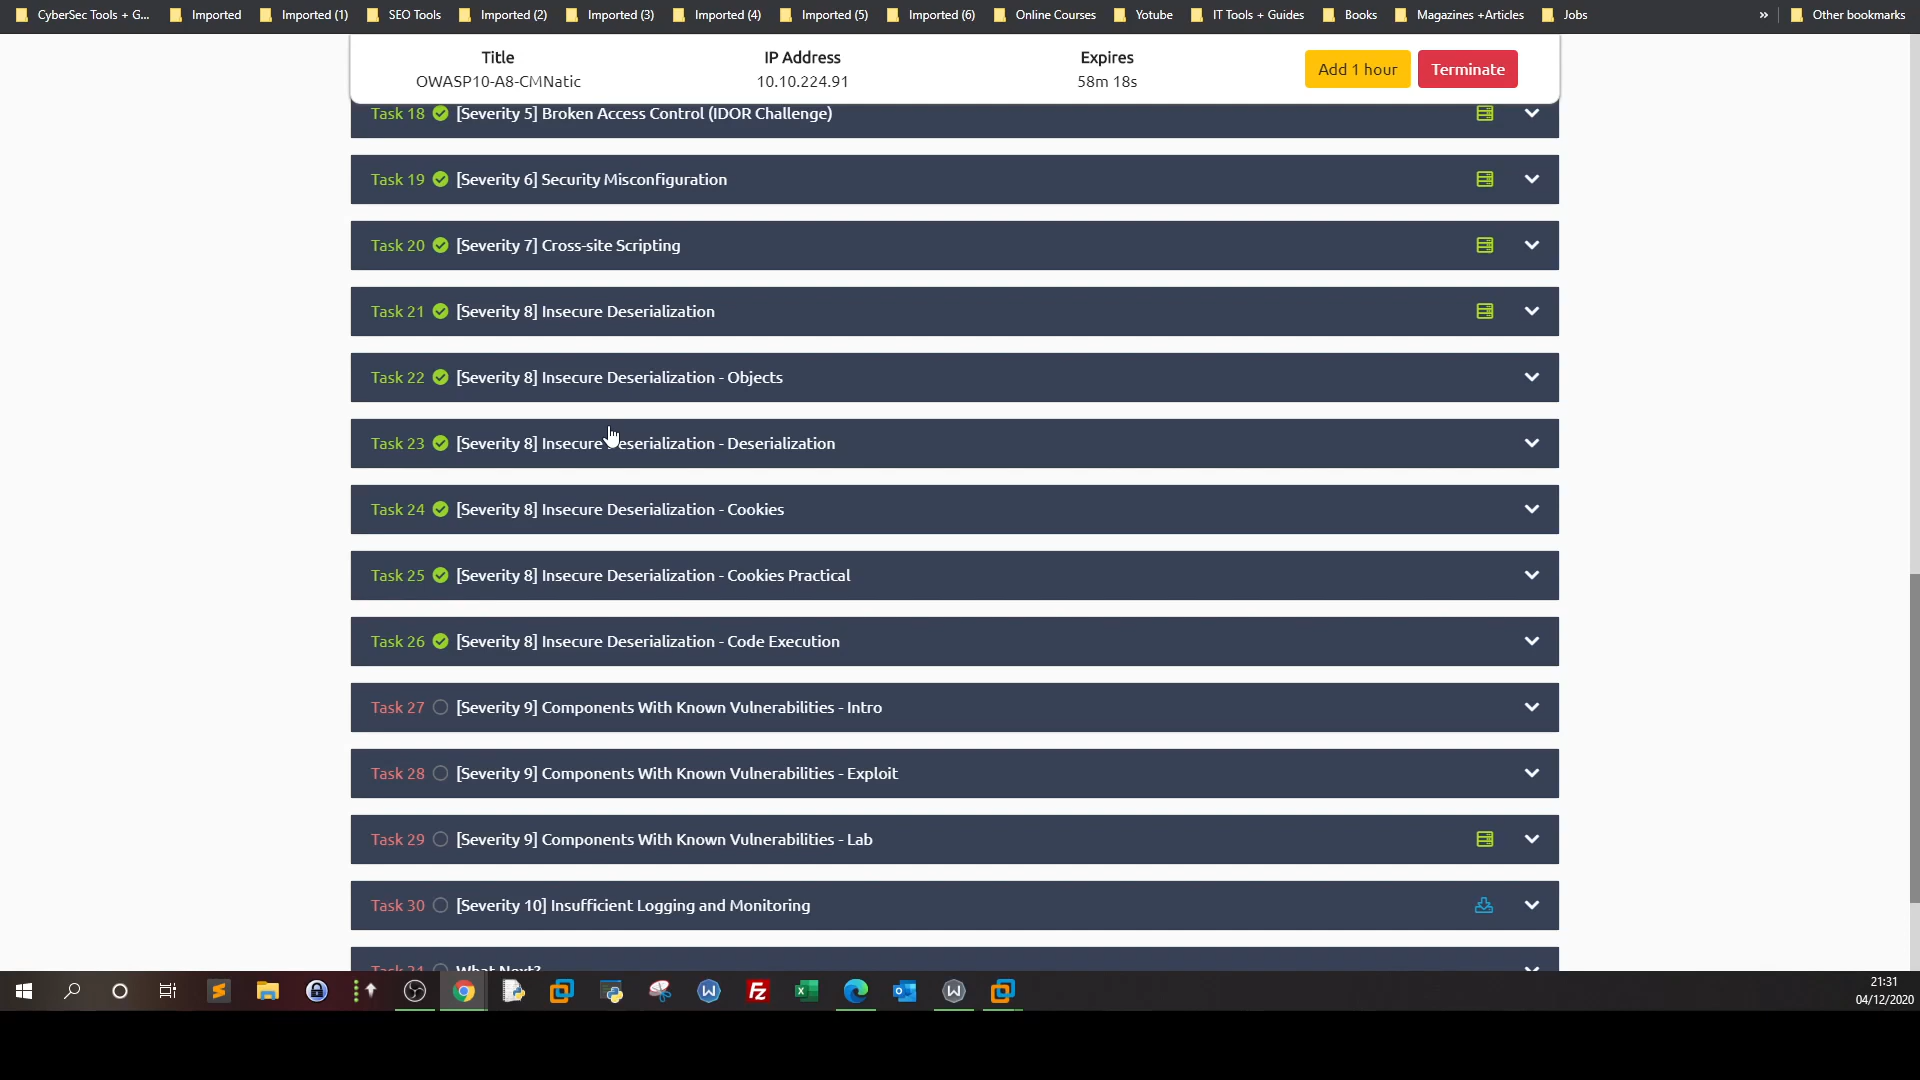 CyberSec Tools + G... Imported Imported (1) SEO Tools Imported (2) Imported (3) Imported (4) Imported (5) Imported (6) Online Courses Yotube IT Tools + Guides Books Magazines +Articles Jobs » Other bookmarks
Title IP Address Expires
OWASP10-A8-CMNatic 10.10.224.91 58m 18s Add 1 hour Terminate
Task 18 [Severity 5] Broken Access Control (IDOR Challenge)
Task 19 [Severity 6] Security Misconfiguration
Task 20 [Severity 7] Cross-site Scripting
Task 21 [Severity 8] Insecure Deserialization
Task 22 [Severity 8] Insecure Deserialization - Objects
Task 23 [Severity 8] Insecure Deserialization - Deserialization
Task 24 [Severity 8] Insecure Deserialization - Cookies
Task 25 [Severity 8] Insecure Deserialization - Cookies Practical
Task 26 [Severity 8] Insecure Deserialization - Code Execution
Task 27 [Severity 9] Components With Known Vulnerabilities - Intro
Task 28 [Severity 9] Components With Known Vulnerabilities - Exploit
Task 29 [Severity 9] Components With Known Vulnerabilities - Lab
Task 30 [Severity 10] Insufficient Logging and Monitoring
Task 31 What Next?
21:31
04/12/2020